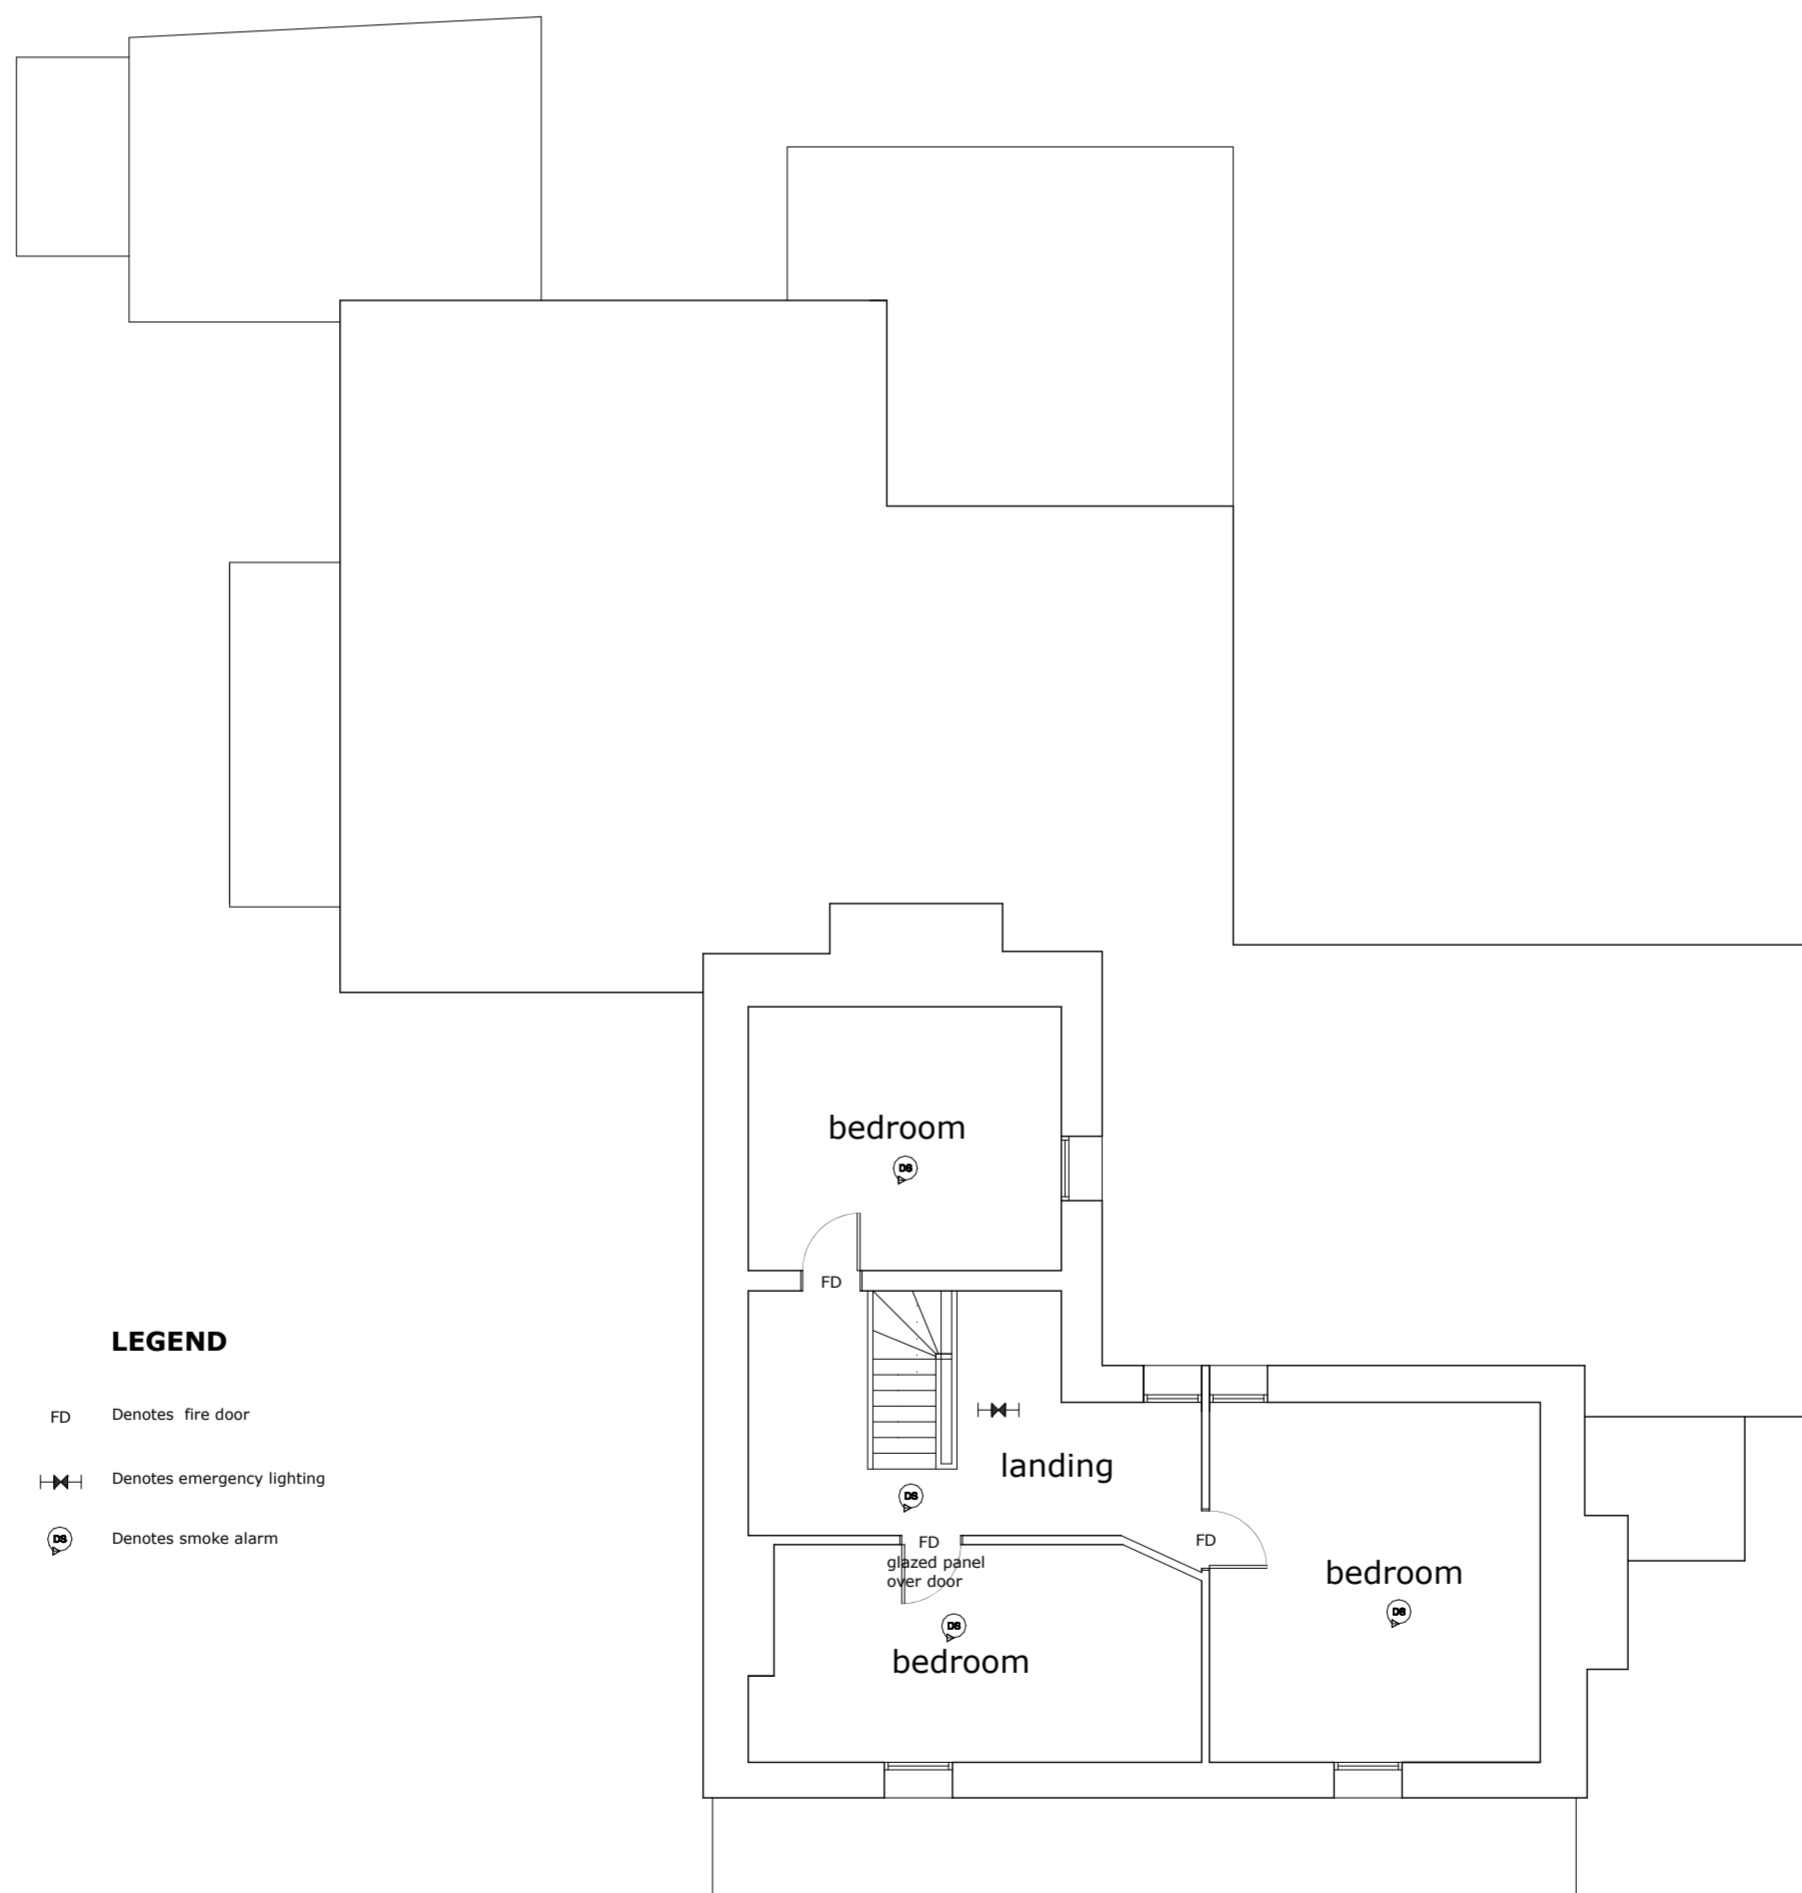 bedroom
DS
FD
LEGEND
FD Denotes fire door
Denotes emergency lighting
DS Denotes smoke alarm
landing
DS
FD
glazed panel
over door
FD
DS
bedroom
bedroom
DS